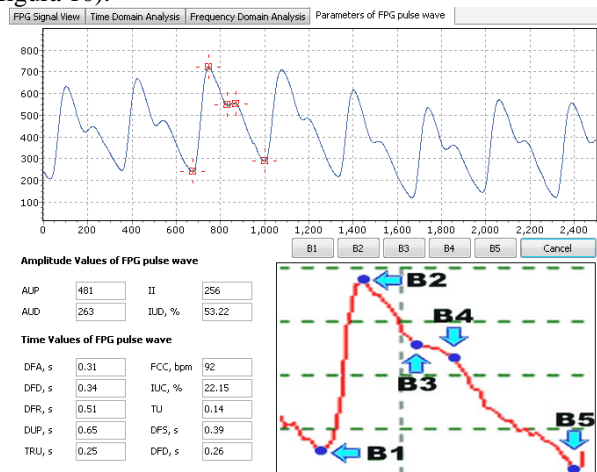 FPG Signal View Time Domain Analysis Frequency Domain Analysis Parameters of FPG pulse wave
800
700
600
500
400
300
200
100
0 200 400 600 800 1,000 1,200 1,400 1,600 1,800 2,000 2,200 2,400
B1 B2 B3 B4 B5 Cancel
Amplitude Values of FPG pulse wave
AUP 481 II 256
AUD 263 IUD, % 53.22
Time Values of FPG pulse wave
DFA, s 0.31 FCC, bpm 92
DFD, s 0.34 IUC, % 22.15
DFR, s 0.51 TU 0.14
DUP, s 0.65 DFS, s 0.39
TRU, s 0.25 DFD, s 0.26
B2
B4
B3
B5
B1